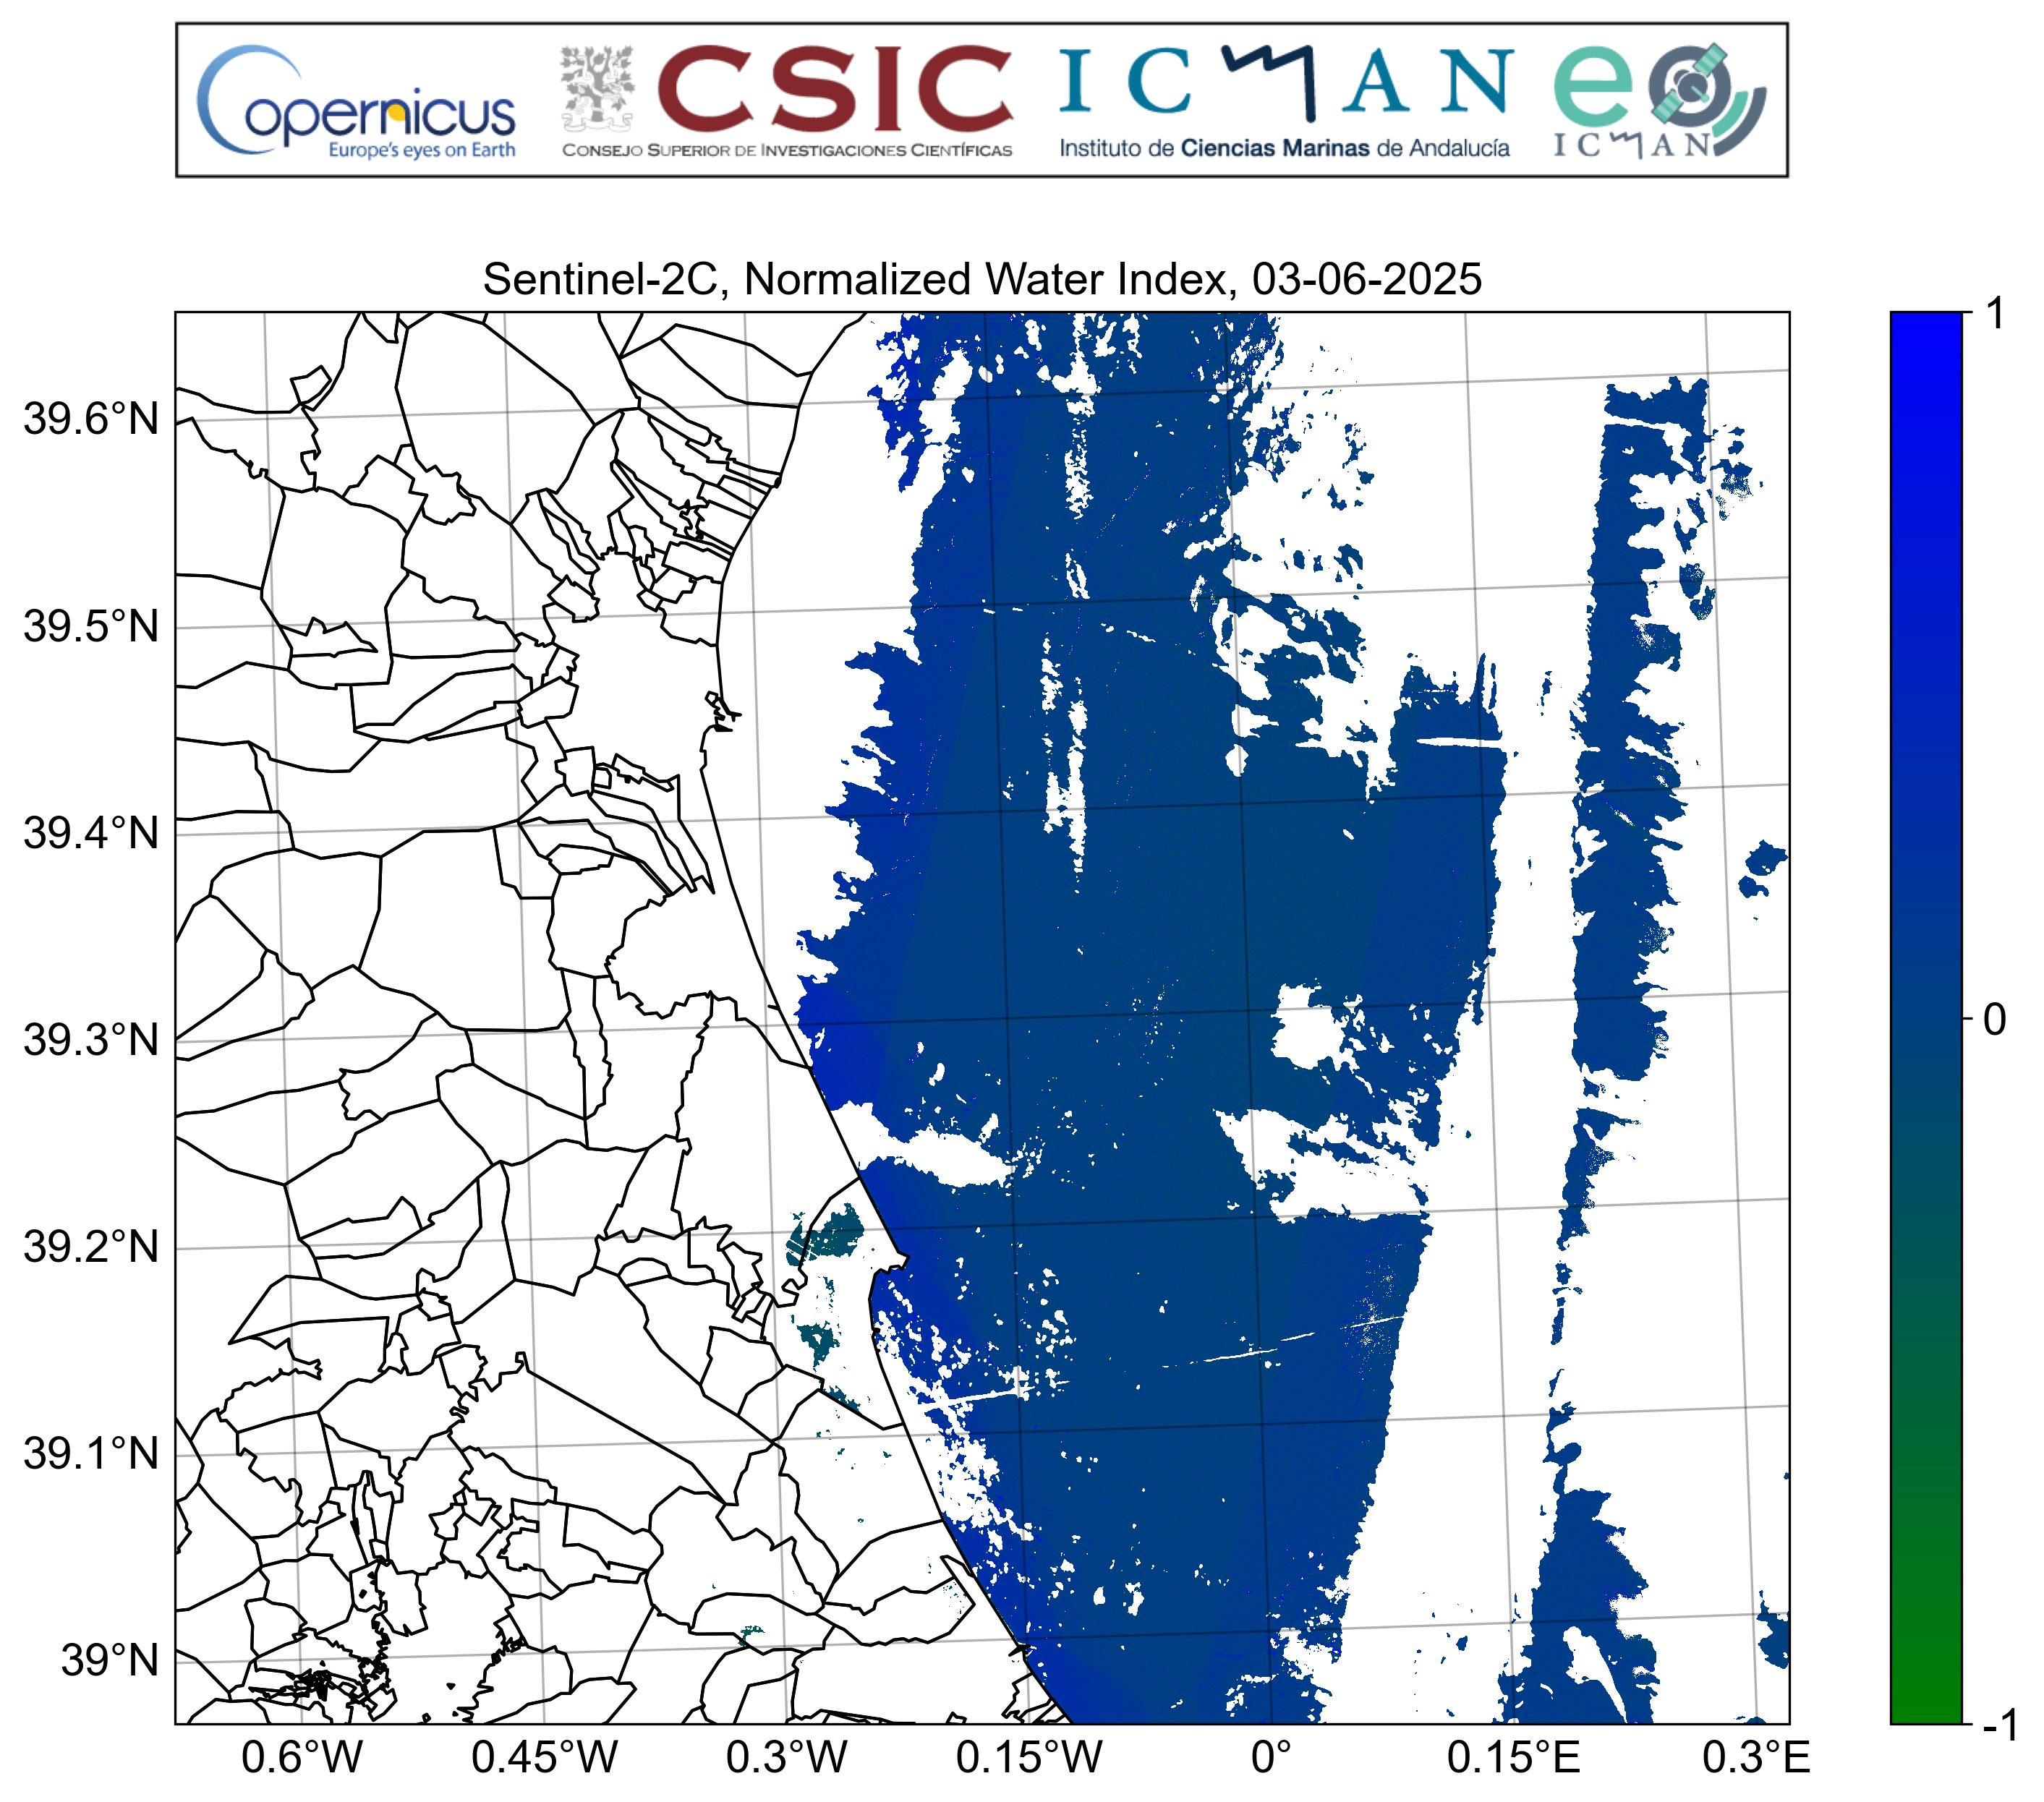 Copernicus
Europe's eyes on Earth
CSIC
CONSEJO SUPERIOR DE INVESTIGACIONES CIENTÍFICAS
ICMAN
Instituto de Ciencias Marinas de Andalucía
eo
ICMAN
Sentinel-2C, Normalized Water Index, 03-06-2025
39.6°N
39.5°N
39.4°N
39.3°N
39.2°N
39.1°N
39°N
0.6°W 0.45°W 0.3°W 0.15°W 0° 0.15°E 0.3°E
1
0
-1